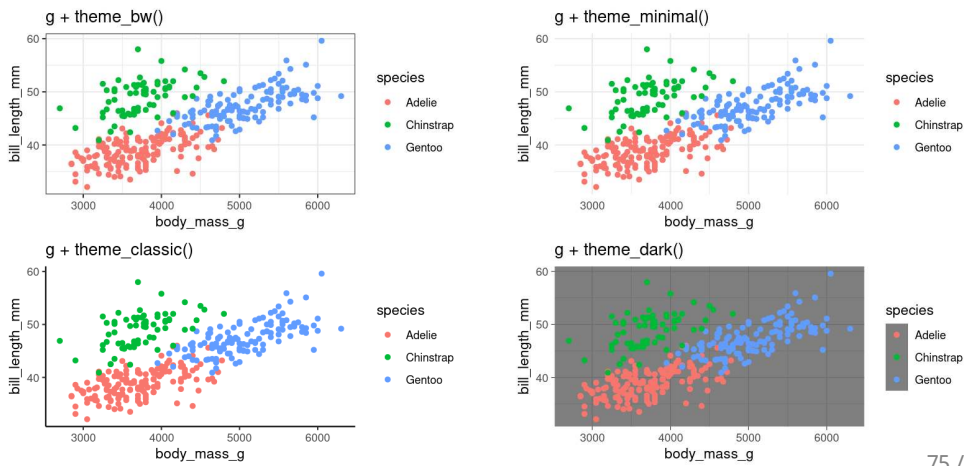 g + theme_bw()
60
50
40
bill_length_mm
3000 4000 5000 6000
body_mass_g
species
Adelie
Chinstrap
Gentoo
g + theme_minimal()
60
50
40
bill_length_mm
3000 4000 5000 6000
body_mass_g
species
Adelie
Chinstrap
Gentoo
g + theme_classic()
60
50
40
bill_length_mm
3000 4000 5000 6000
body_mass_g
species
Adelie
Chinstrap
Gentoo
g + theme_dark()
60
50
40
bill_length_mm
3000 4000 5000 6000
body_mass_g
species
Adelie
Chinstrap
Gentoo
75 /